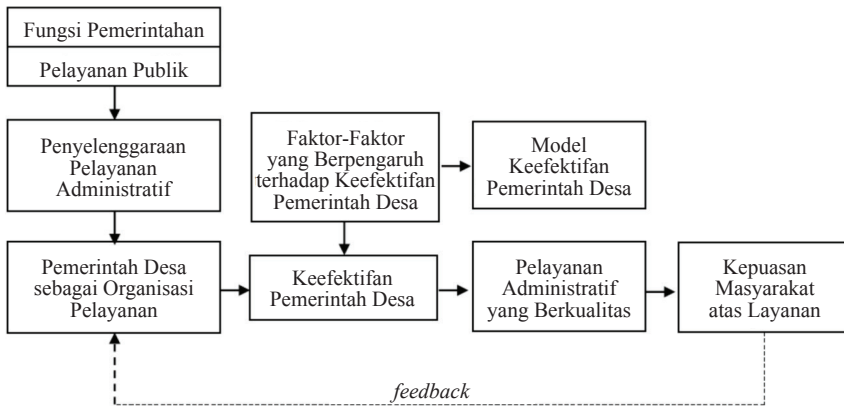 Fungsi Pemerintahan
Pelayanan Publik
Penyelenggaraan
Pelayanan
Administratif
Faktor-Faktor
yang Berpengaruh
terhadap Keefektifan
Pemerintah Desa
Model
Keefektifan
Pemerintah Desa
Pemerintah Desa
sebagai Organisasi
Pelayanan
Keefektifan
Pemerintah Desa
Pelayanan
Administratif
yang Berkualitas
Kepuasan
Masyarakat
atas Layanan
feedback